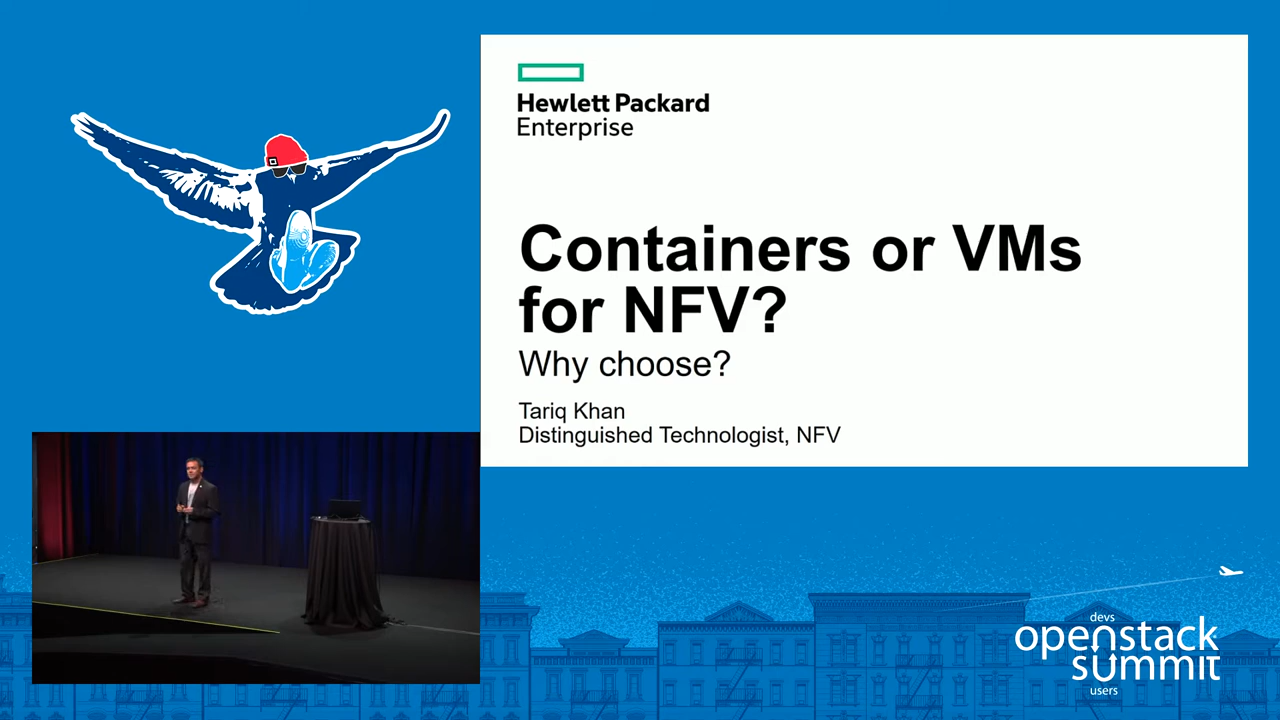 Hewlett Packard
Enterprise
Containers or VMs
for NFV?
Why choose?
Tariq Khan
Distinguished Technologist, NFV
devs
openstack
summit
users